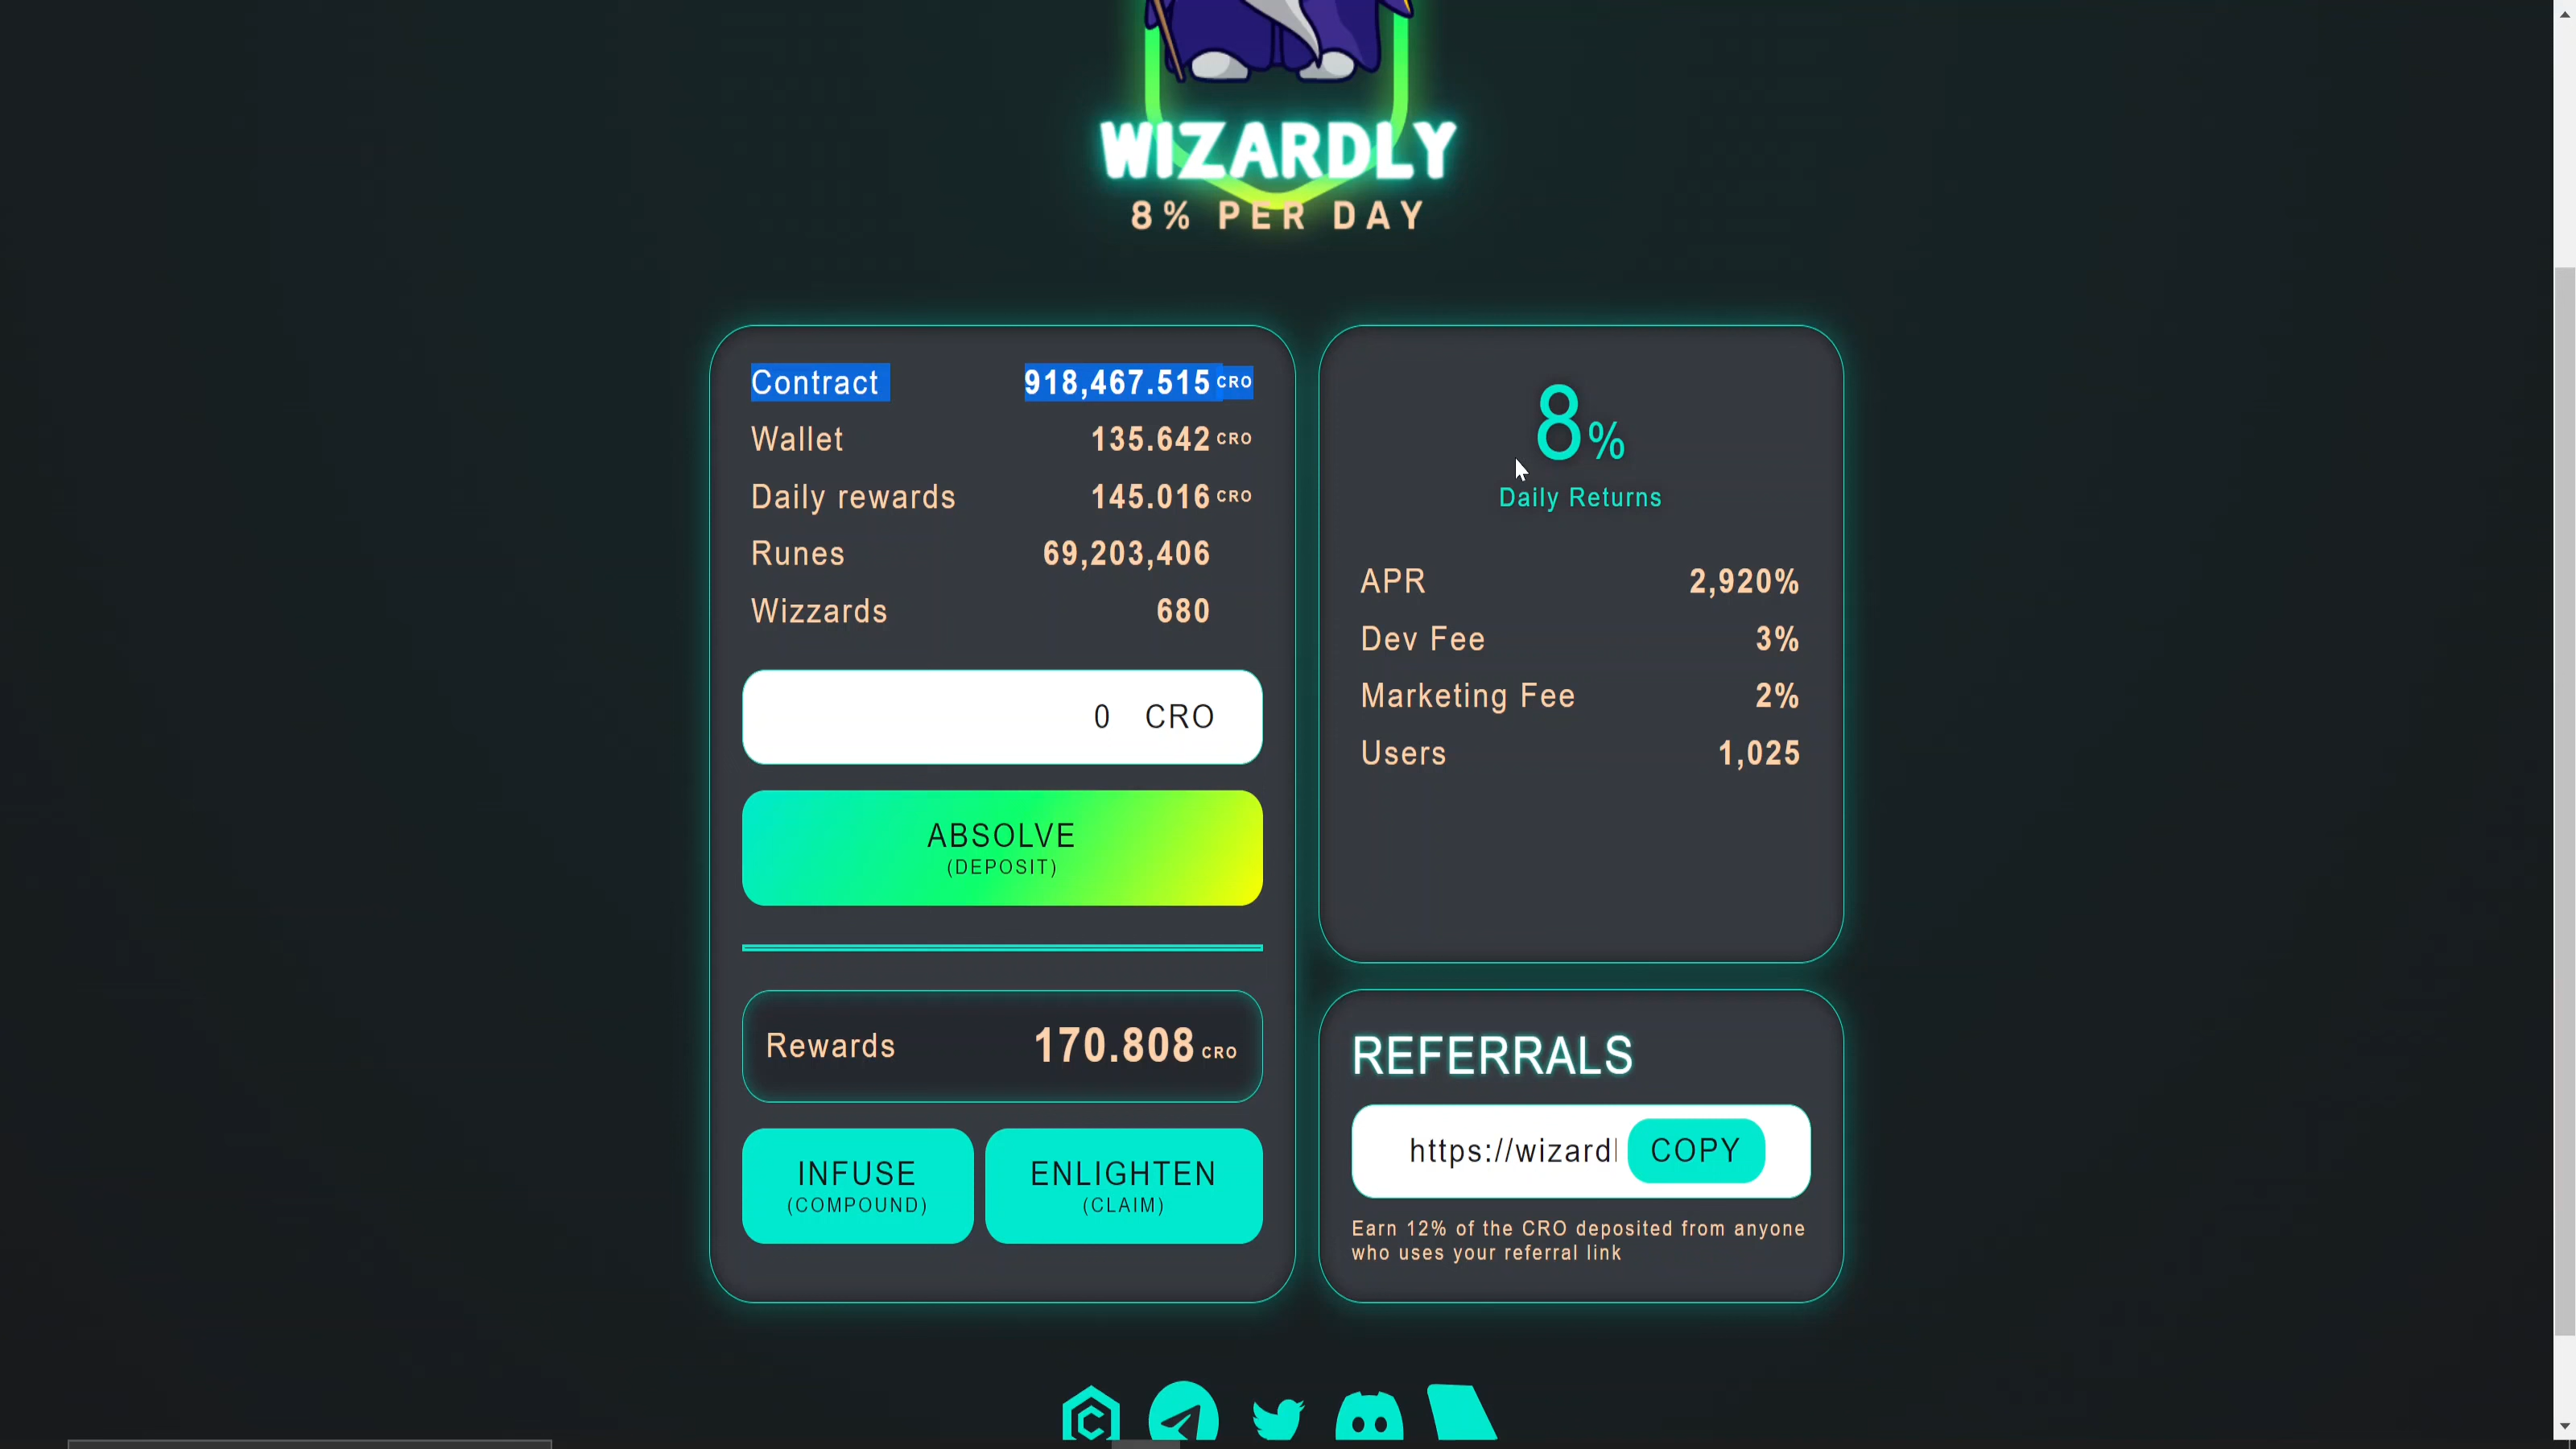 WIZARDLY
8% PER DAY
Contract 918,467.515 CRO
Wallet 135.642 CRO
Daily rewards 145.016 CRO
Runes 69,203,406
Wizzards 680
0 CRO
ABSOLVE
(DEPOSIT)
Rewards 170.808 CRO
INFUSE
(COMPOUND)
ENLIGHTEN
(CLAIM)
8%
Daily Returns
APR 2,920%
Dev Fee 3%
Marketing Fee 2%
Users 1,025
REFERRALS
https://wizardl COPY
Earn 12% of the CRO deposited from anyone
who uses your referral link